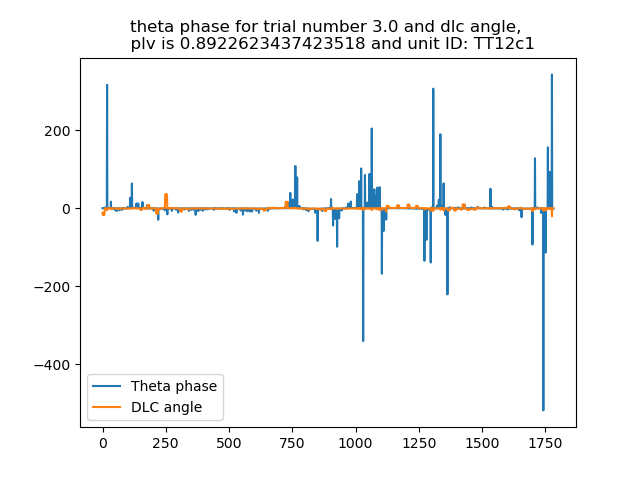 theta phase for trial number 3.0 and dlc angle,
plv is 0.8922623437423518 and unit ID: TT12c1
200
0
−200
−400
Theta phase
DLC angle
0 250 500 750 1000 1250 1500 1750